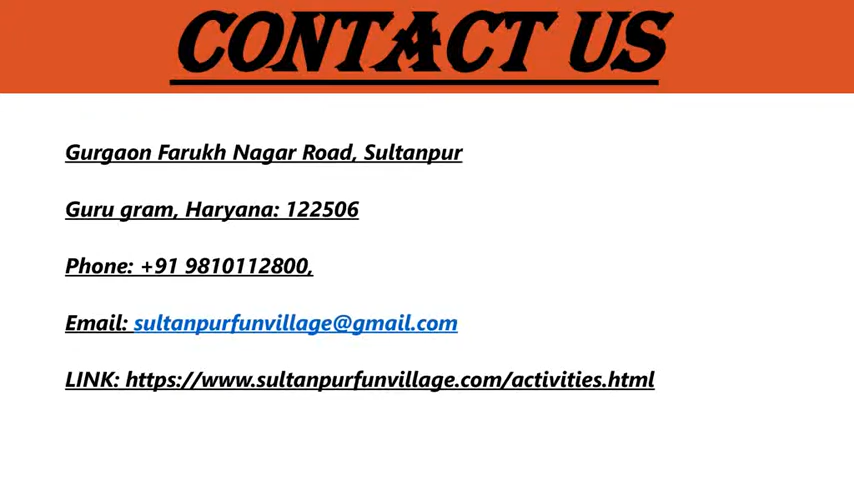 CONTACT US
Gurgaon Farukh Nagar Road, Sultanpur
Guru gram, Haryana: 122506
Phone: +91 9810112800,
Email: sultanpurfunvillage@gmail.com
LINK: https://www.sultanpurfunvillage.com/activities.html